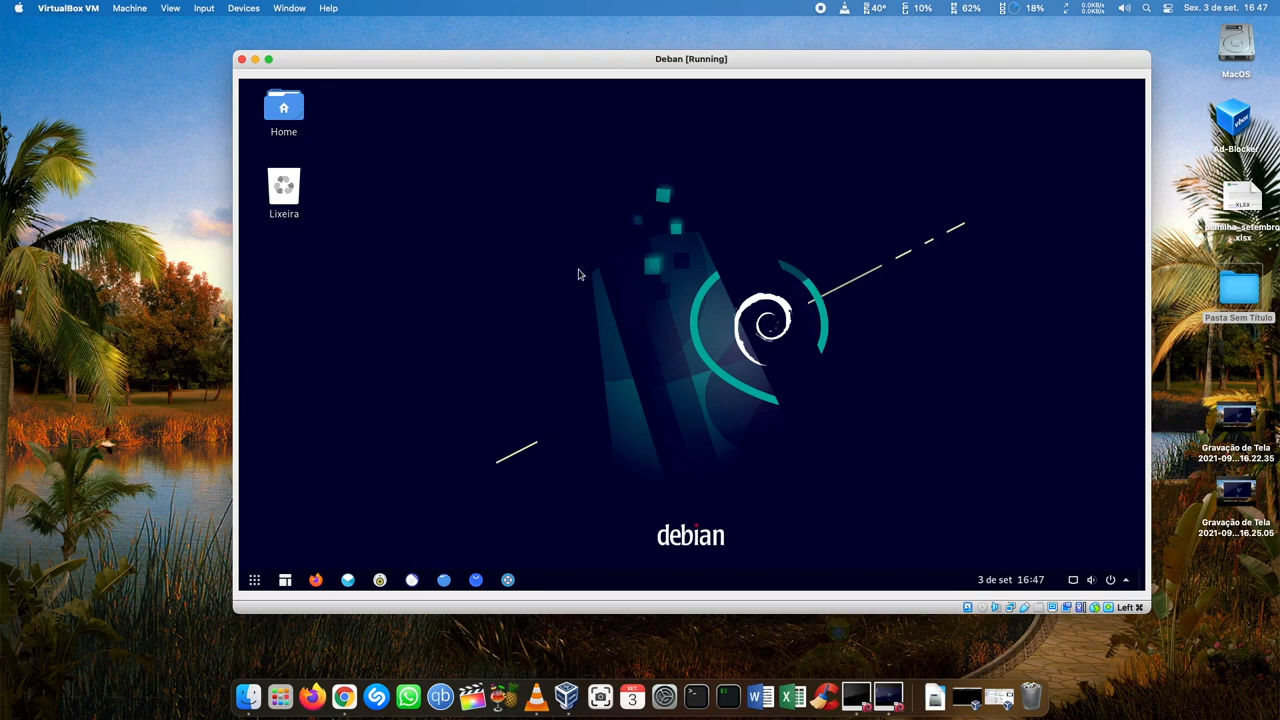 VirtualBox VM Machine View Input Devices Window Help
40° 10% 62% 18% 0.0KB/s 0.0KB/s Sex. 3 de set. 16 47
Deban [Running]
MacOS
Home
Ad-Blocker
Lixeira
XLSX
planilha_setembro
.xlsx
Pasta Sem Título
Gravação de Tela
2021-09...16.22.35
Gravação de Tela
2021-09...16.25.05
debian
3 de set 16:47
Left ⌘
SET.
3